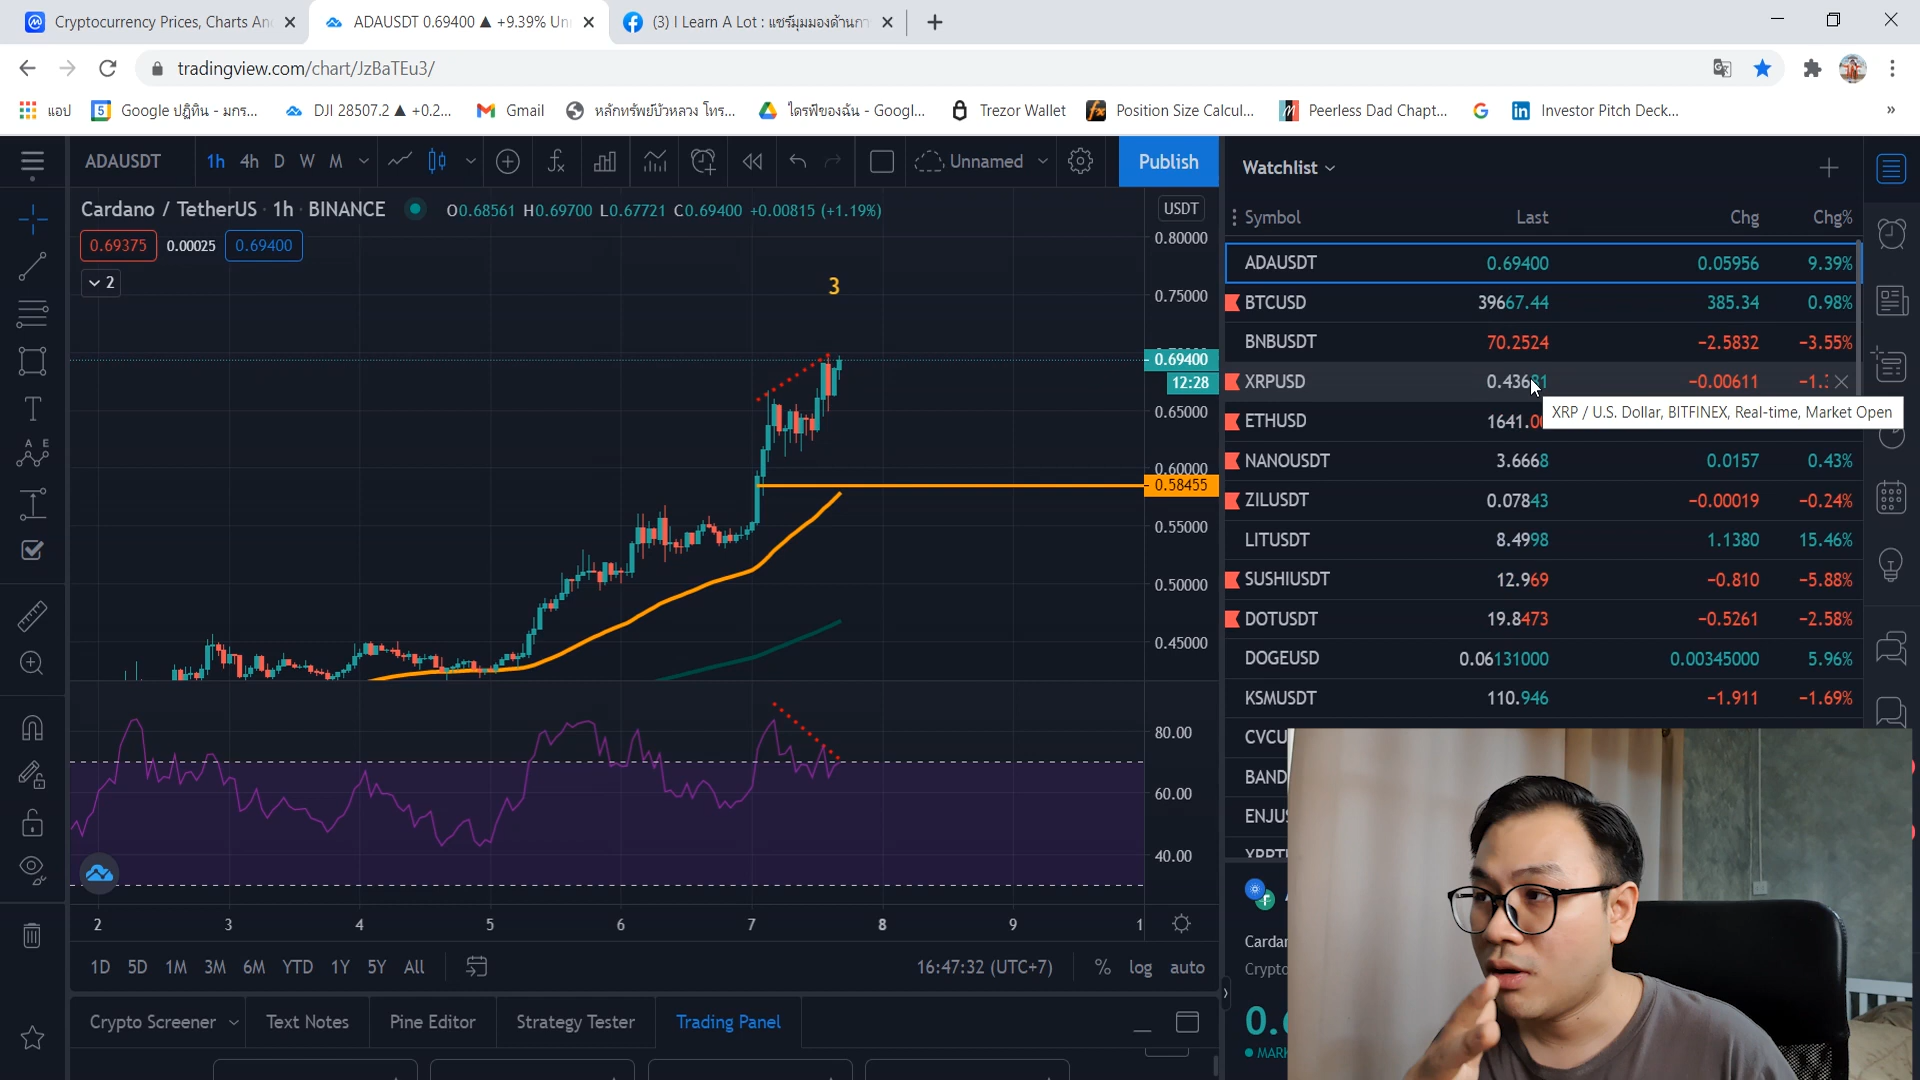 Cryptocurrency Prices, Charts An
ADAUSDT 0.69400 ▲ +9.39% Un
(3) I Learn A Lot : แชร์มุมมองด้านกา
tradingview.com/chart/JzBaTEu3/
แอป
Google ปฏิทิน - มกร...
DJI 28507.2 ▲ +0.2...
Gmail
หลักทรัพย์บัวหลวง โทร...
ไดรฟ์ของฉัน - Googl...
Trezor Wallet
Position Size Calcul...
Peerless Dad Chapt...
Investor Pitch Deck...
»
ADAUSDT 1h 4h D W M
Unnamed
Publish
Watchlist
Cardano / TetherUS · 1h · BINANCE
O0.68561 H0.69700 L0.67721 C0.69400 +0.00815 (+1.19%)
0.69375 0.00025 0.69400
2
3
USDT
0.80000
0.75000
0.69400
12:28
0.65000
0.60000
0.58455
0.55000
0.50000
0.45000
80.00
60.00
40.00
2 3 4 5 6 7 8 9 1
1D 5D 1M 3M 6M YTD 1Y 5Y All
16:47:32 (UTC+7)
% log auto
Crypto Screener
Text Notes
Pine Editor
Strategy Tester
Trading Panel
Symbol Last Chg Chg%
ADAUSDT 0.69400 0.05956 9.39%
BTCUSD 39667.44 385.34 0.98%
BNBUSDT 70.2524 −2.5832 −3.55%
XRPUSD 0.43681 −0.00611 −1.
XRP / U.S. Dollar, BITFINEX, Real-time, Market Open
ETHUSD 1641.0
NANOUSDT 3.6668 0.0157 0.43%
ZILUSDT 0.07843 −0.00019 −0.24%
LITUSDT 8.4998 1.1380 15.46%
SUSHIUSDT 12.969 −0.810 −5.88%
DOTUSDT 19.8473 −0.5261 −2.58%
DOGEUSD 0.06131000 0.00345000 5.96%
KSMUSDT 110.946 −1.911 −1.69%
CVCU
BAND
ENJU
Cardan
Crypto
0.
MARK